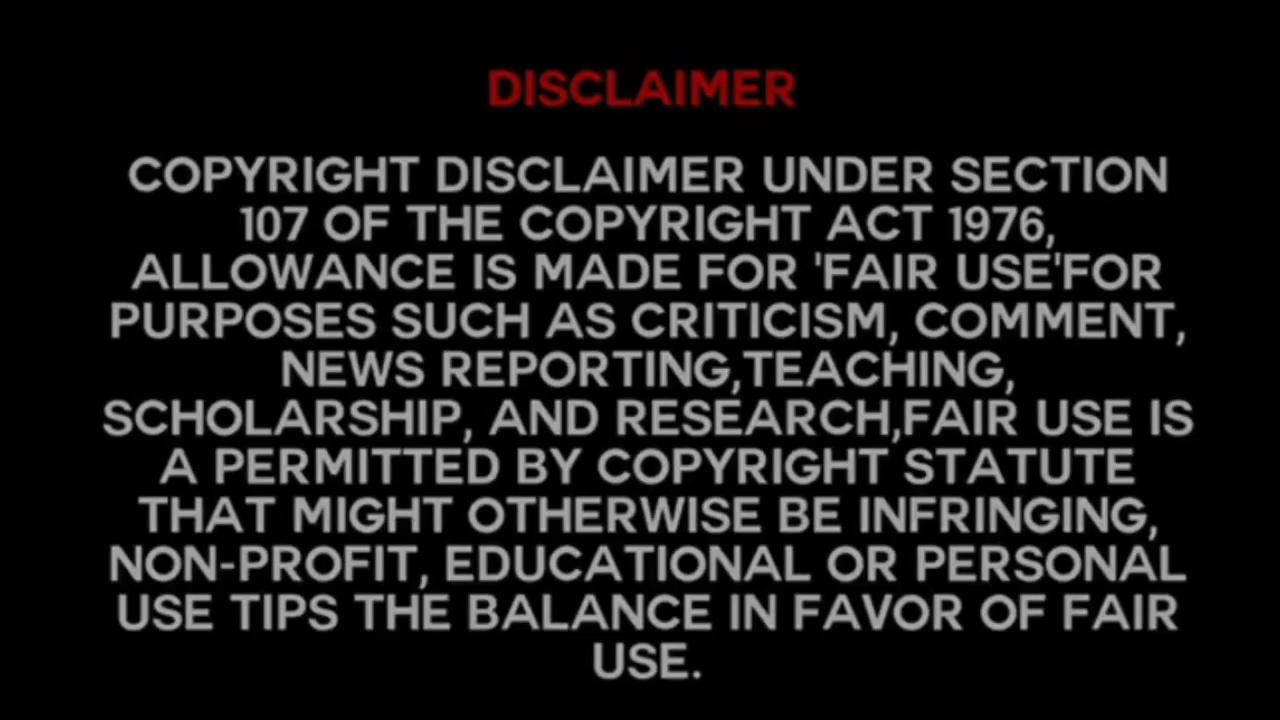 DISCLAIMER
COPYRIGHT DISCLAIMER UNDER SECTION
107 OF THE COPYRIGHT ACT 1976,
ALLOWANCE IS MADE FOR 'FAIR USE'FOR
PURPOSES SUCH AS CRITICISM, COMMENT,
NEWS REPORTING,TEACHING,
SCHOLARSHIP, AND RESEARCH,FAIR USE IS
A PERMITTED BY COPYRIGHT STATUTE
THAT MIGHT OTHERWISE BE INFRINGING,
NON-PROFIT, EDUCATIONAL OR PERSONAL
USE TIPS THE BALANCE IN FAVOR OF FAIR
USE.